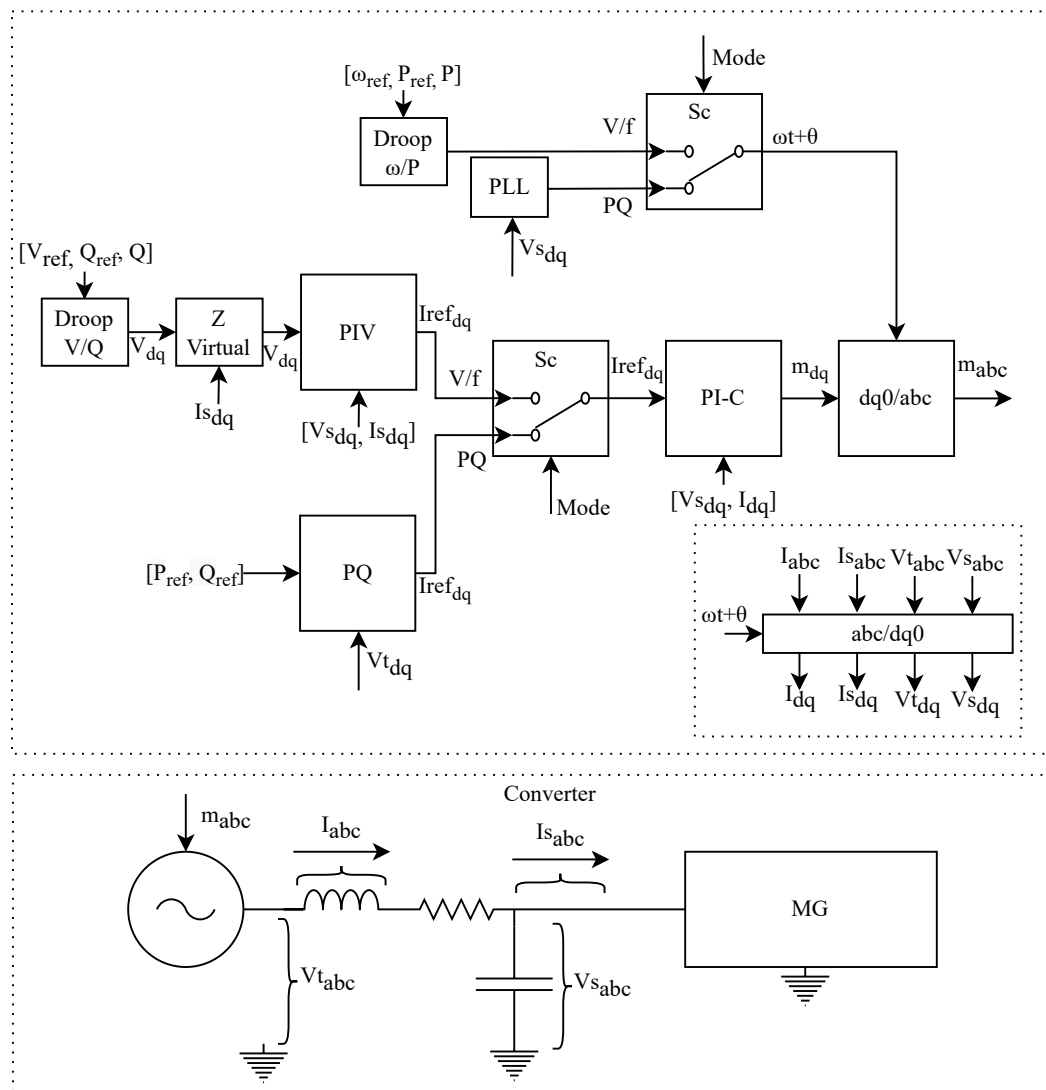 Mode
[ωref, Pref, P]
Sc
V/f
ωt+θ
Droop
ω/P
PLL
PQ
Vsdq
[Vref, Qref, Q]
Droop
V/Q
Vdq
Z
Virtual
Vdq
PIV
Irefdq
Isdq
[Vsdq, Isdq]
V/f
Sc
Irefdq
PI-C
mdq
dq0/abc
mabc
PQ
Mode
[Vsdq, Idq]
[Pref, Qref]
PQ
Irefdq
Vtdq
Iabc
Isabc
Vtabc
Vsabc
ωt+θ
abc/dq0
Idq
Isdq
Vtdq
Vsdq
Converter
mabc
Iabc
Isabc
MG
Vtabc
Vsabc